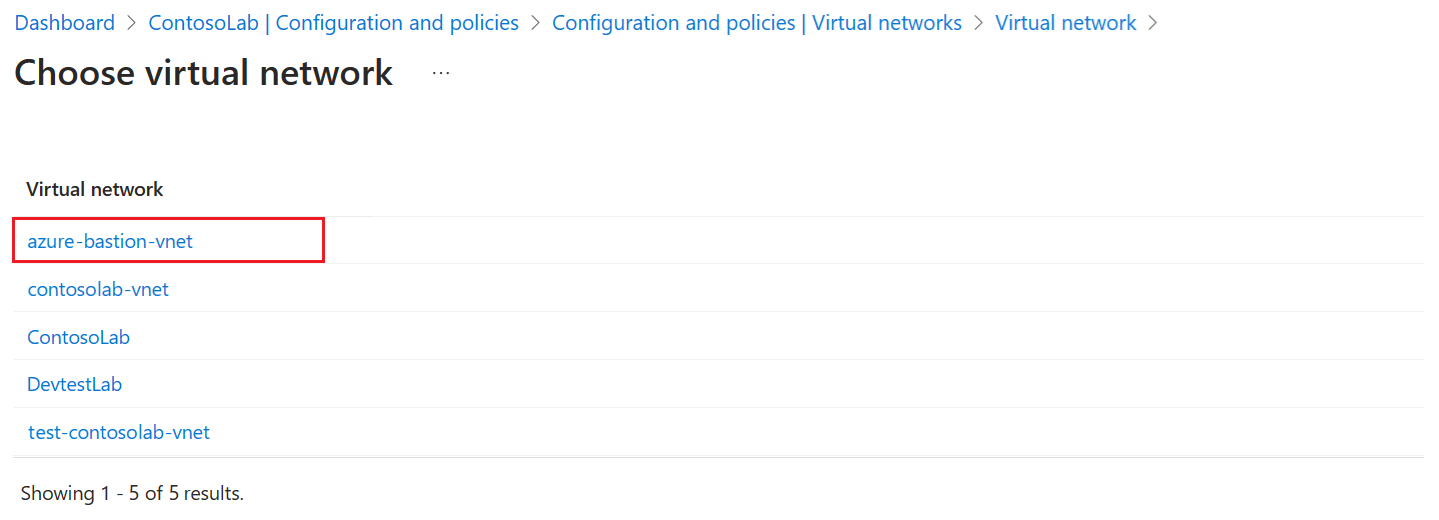 Dashboard > ContosoLab | Configuration and policies > Configuration and policies | Virtual networks > Virtual network >
Choose virtual network ...
Virtual network
azure-bastion-vnet
contosolab-vnet
ContosoLab
DevtestLab
test-contosolab-vnet
Showing 1 - 5 of 5 results.